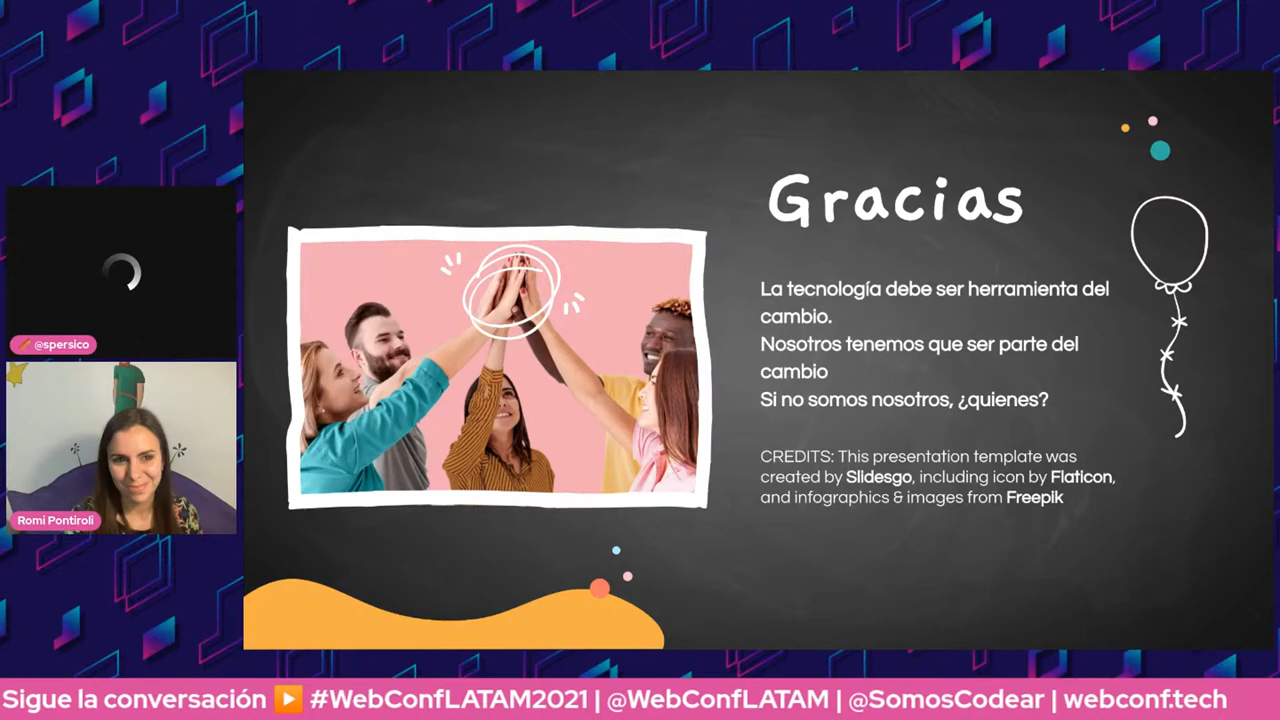 Gracias
La tecnología debe ser herramienta del
cambio.
Nosotros tenemos que ser parte del
cambio
Si no somos nosotros, ¿quienes?
CREDITS: This presentation template was
created by Slidesgo, including icon by Flaticon,
and infographics & images from Freepik
@spersico
Romi Pontiroli
Sigue la conversación ▶️ #WebConfLATAM2021 | @WebConfLATAM | @SomosCodear | webconf.tech